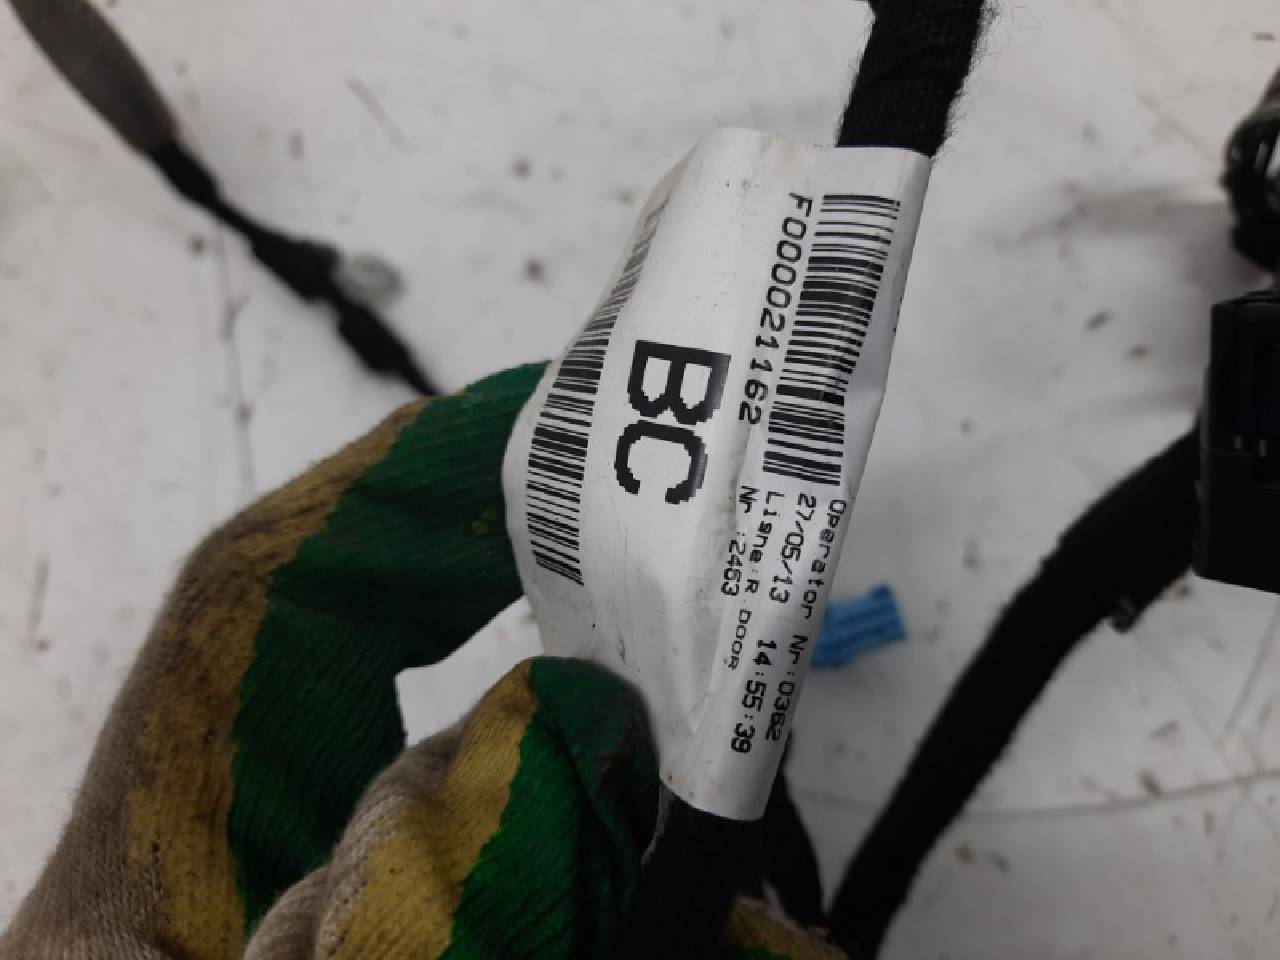 F000021162
BC
Operator Nr:0362
27/05/13 14:55:39
Ligne:R. DOOR
Nr :2463